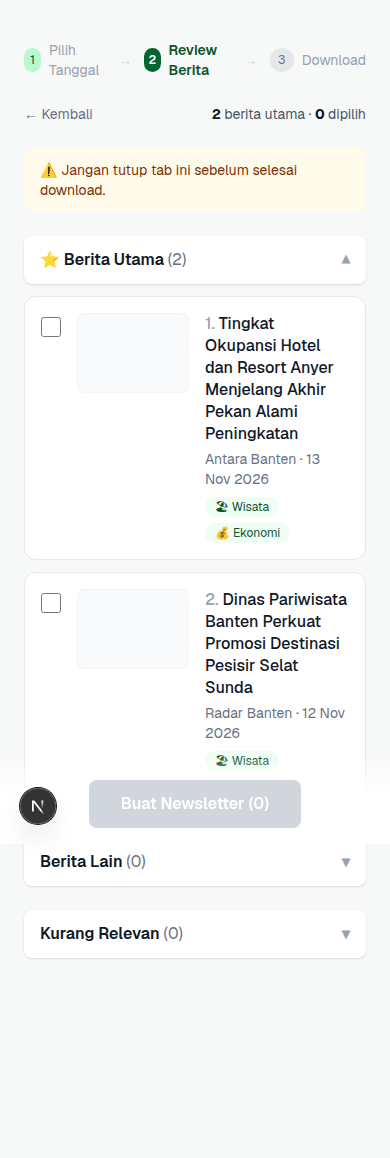 1 Pilih Tanggal → 2 Review Berita → 3 Download
← Kembali
2 berita utama · 0 dipilih
⚠️ Jangan tutup tab ini sebelum selesai
download.
⭐ Berita Utama (2) ▲
1. Tingkat
Okupansi Hotel
dan Resort Anyer
Menjelang Akhir
Pekan Alami
Peningkatan
Antara Banten · 13
Nov 2026
🏖 Wisata
💰 Ekonomi
2. Dinas Pariwisata
Banten Perkuat
Promosi Destinasi
Pesisir Selat
Sunda
Radar Banten · 12 Nov
2026
🏖 Wisata
N
Buat Newsletter (0)
Berita Lain (0) ▼
Kurang Relevan (0) ▼